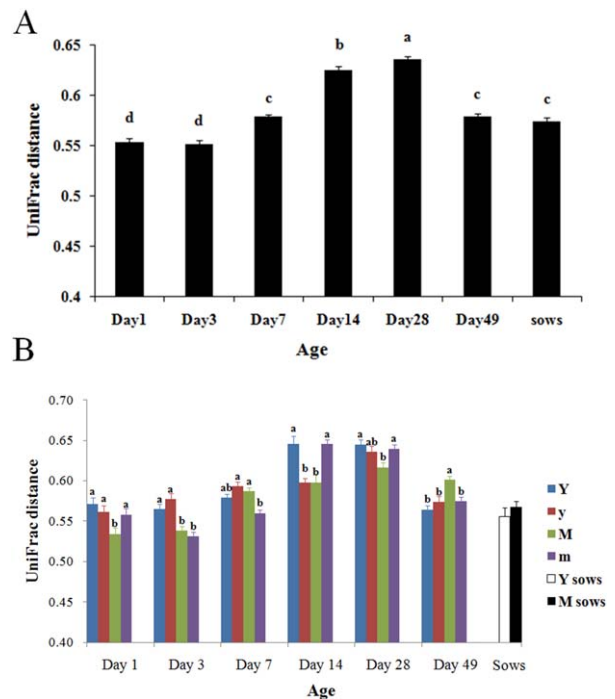 A
UniFrac distance
0.65
0.6
0.55
0.5
0.45
0.4
d
d
c
b
a
c
c
Day1 Day3 Day7 Day14 Day28 Day49 sows
Age
B
UniFrac distance
0.70
0.65
0.60
0.55
0.50
0.45
0.40
a a b a
a a b b
ab a a b
a b b a
a ab b a
b b a b
Day 1 Day 3 Day 7 Day 14 Day 28 Day 49 Sows
Age
Y
y
M
m
Y sows
M sows